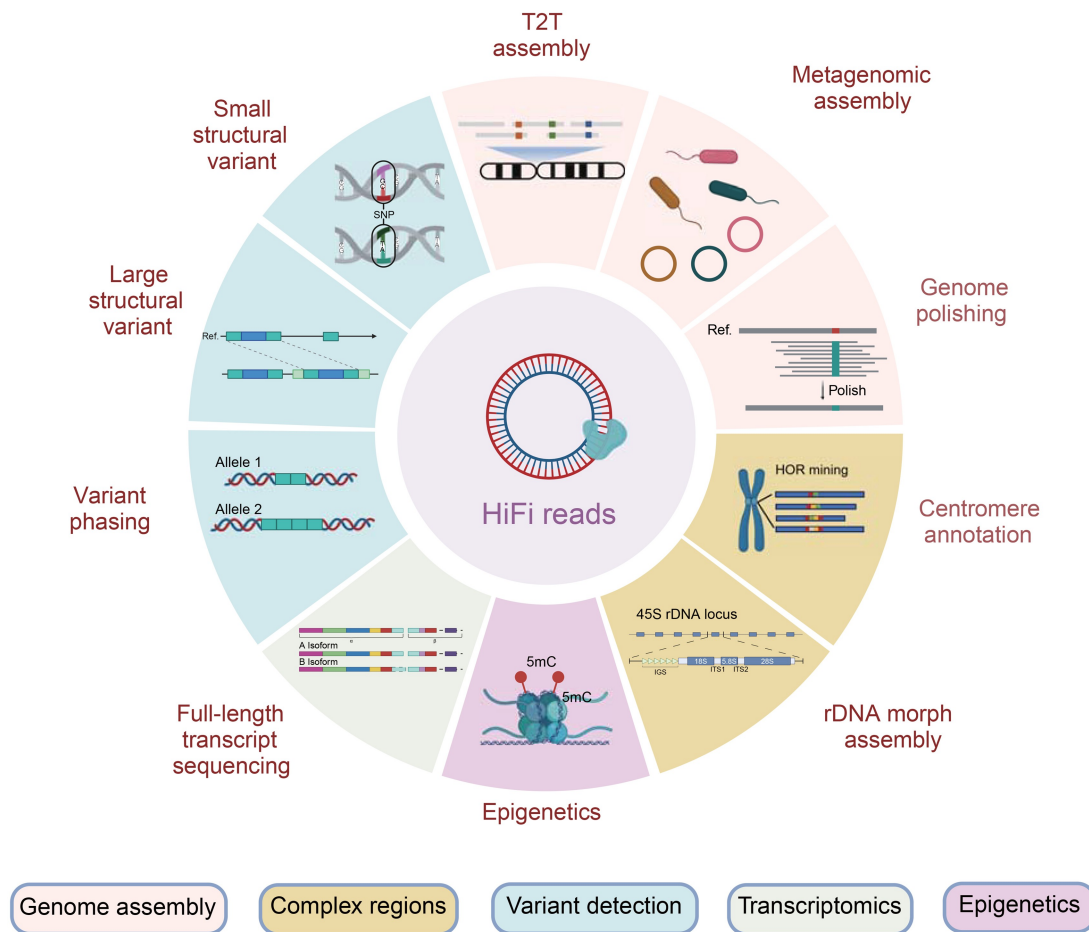 T2T
assembly
Metagenomic
assembly
Small
structural
variant
SNP
Large
structural
variant
Ref.
Genome
polishing
Ref.
Polish
Allele 1
Allele 2
Variant
phasing
HiFi reads
HOR mining
Centromere
annotation
A Isoform
B Isoform
45S rDNA locus
18S
5.8S
28S
IGS
ITS1
ITS2
5mC
5mC
Full-length
transcript
sequencing
rDNA morph
assembly
Epigenetics
Genome assembly
Complex regions
Variant detection
Transcriptomics
Epigenetics